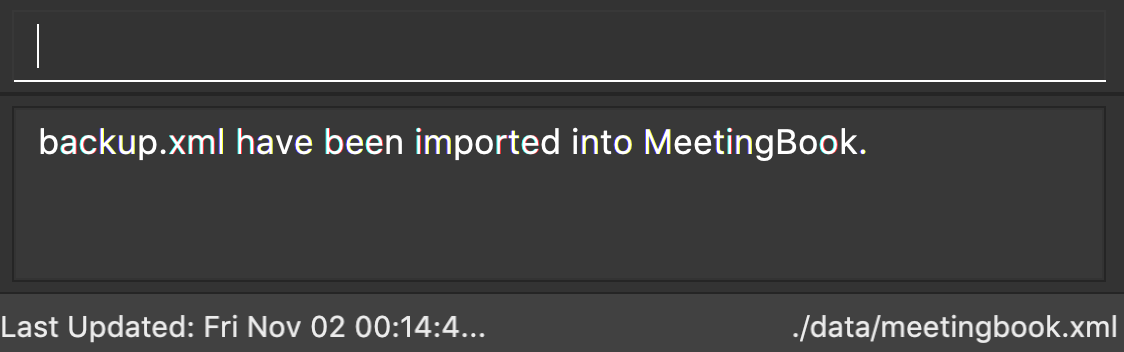 backup.xml have been imported into MeetingBook.
Last Updated: Fri Nov 02 00:14:4...
./data/meetingbook.xml